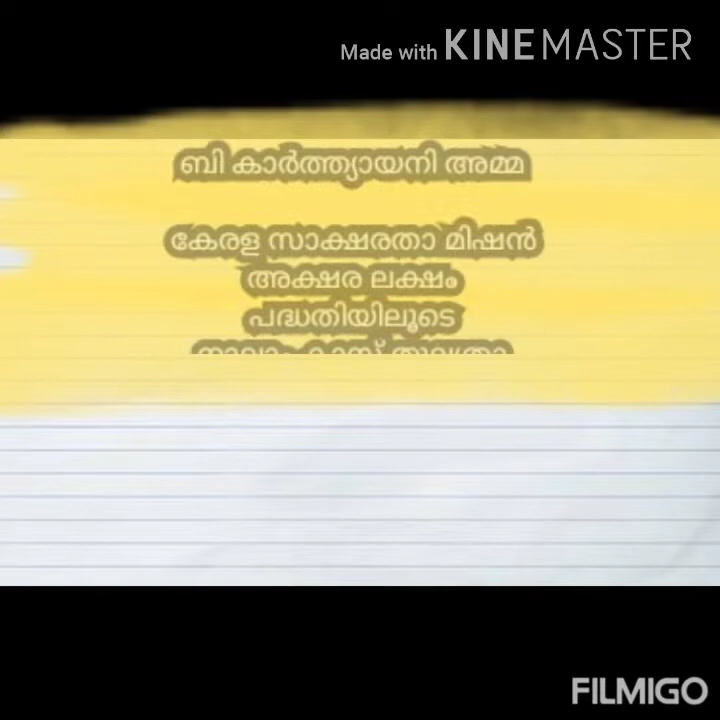 Made with KINEMASTER
ബി കാർത്ത്യായനി അമ്മ
കേരള സാക്ഷരതാ മിഷൻ
അക്ഷര ലക്ഷം
പദ്ധതിയിലൂടെ
FILMIGO